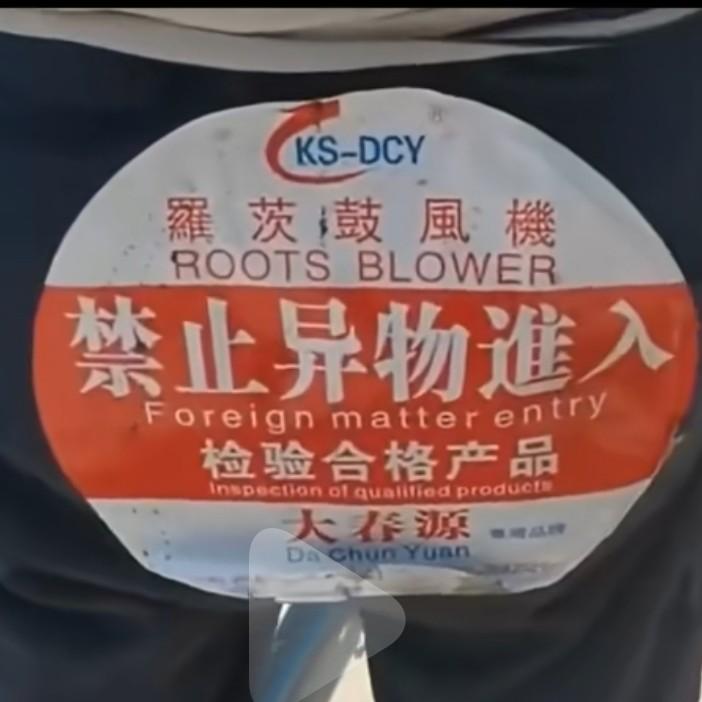 KS-DCY
羅茨鼓風機
ROOTS BLOWER
禁止异物進入
Foreign matter entry
检验合格产品
Inspection of qualified products
大春源
Da Chun Yuan